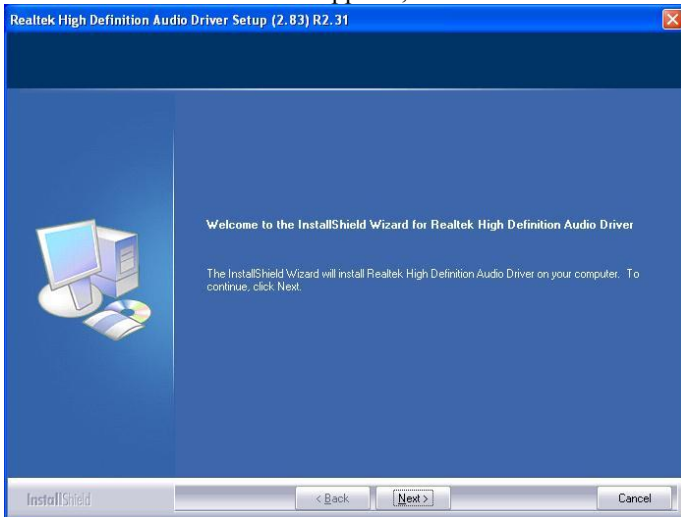 Realtek High Definition Audio Driver Setup (2.83) R2.31
Welcome to the InstallShield Wizard for Realtek High Definition Audio Driver
The InstallShield Wizard will install Realtek High Definition Audio Driver on your computer. To
continue, click Next.
InstallShield
< Back
Next >
Cancel